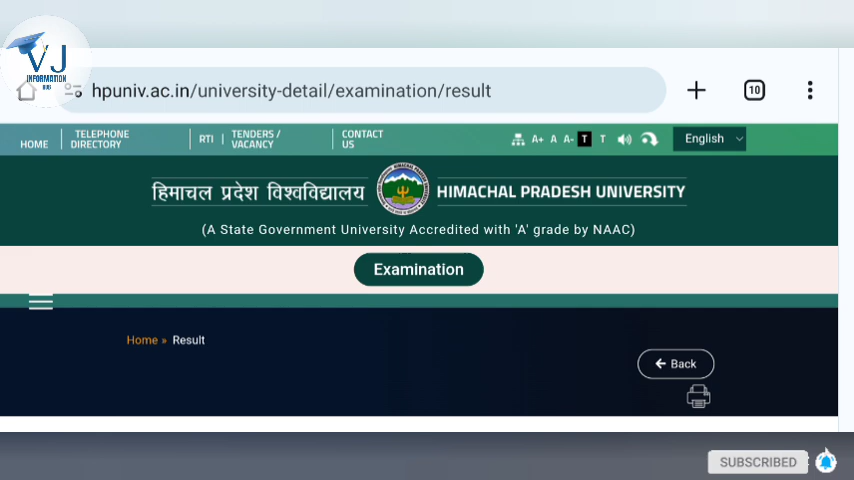 VJ
INFORMATION
HUB
hpuniv.ac.in/university-detail/examination/result
10
HOME
TELEPHONE
DIRECTORY
RTI
TENDERS /
VACANCY
CONTACT
US
A+ A A- T T
English
हिमाचल प्रदेश विश्वविद्यालय
HIMACHAL PRADESH UNIVERSITY
(A State Government University Accredited with 'A' grade by NAAC)
Examination
Home » Result
Back
SUBSCRIBED